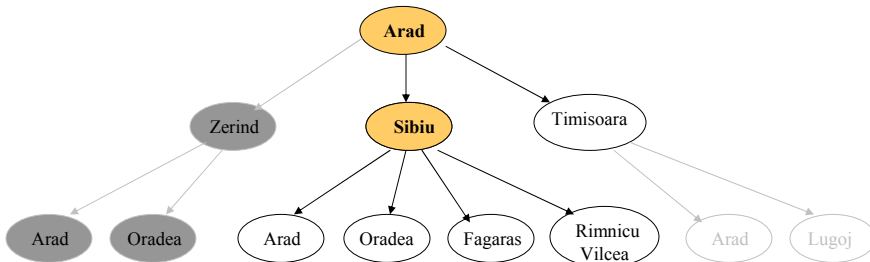 Arad
Zerind
Sibiu
Timisoara
Arad
Oradea
Arad
Oradea
Fagaras
Rimnicu
Vilcea
Arad
Lugoj